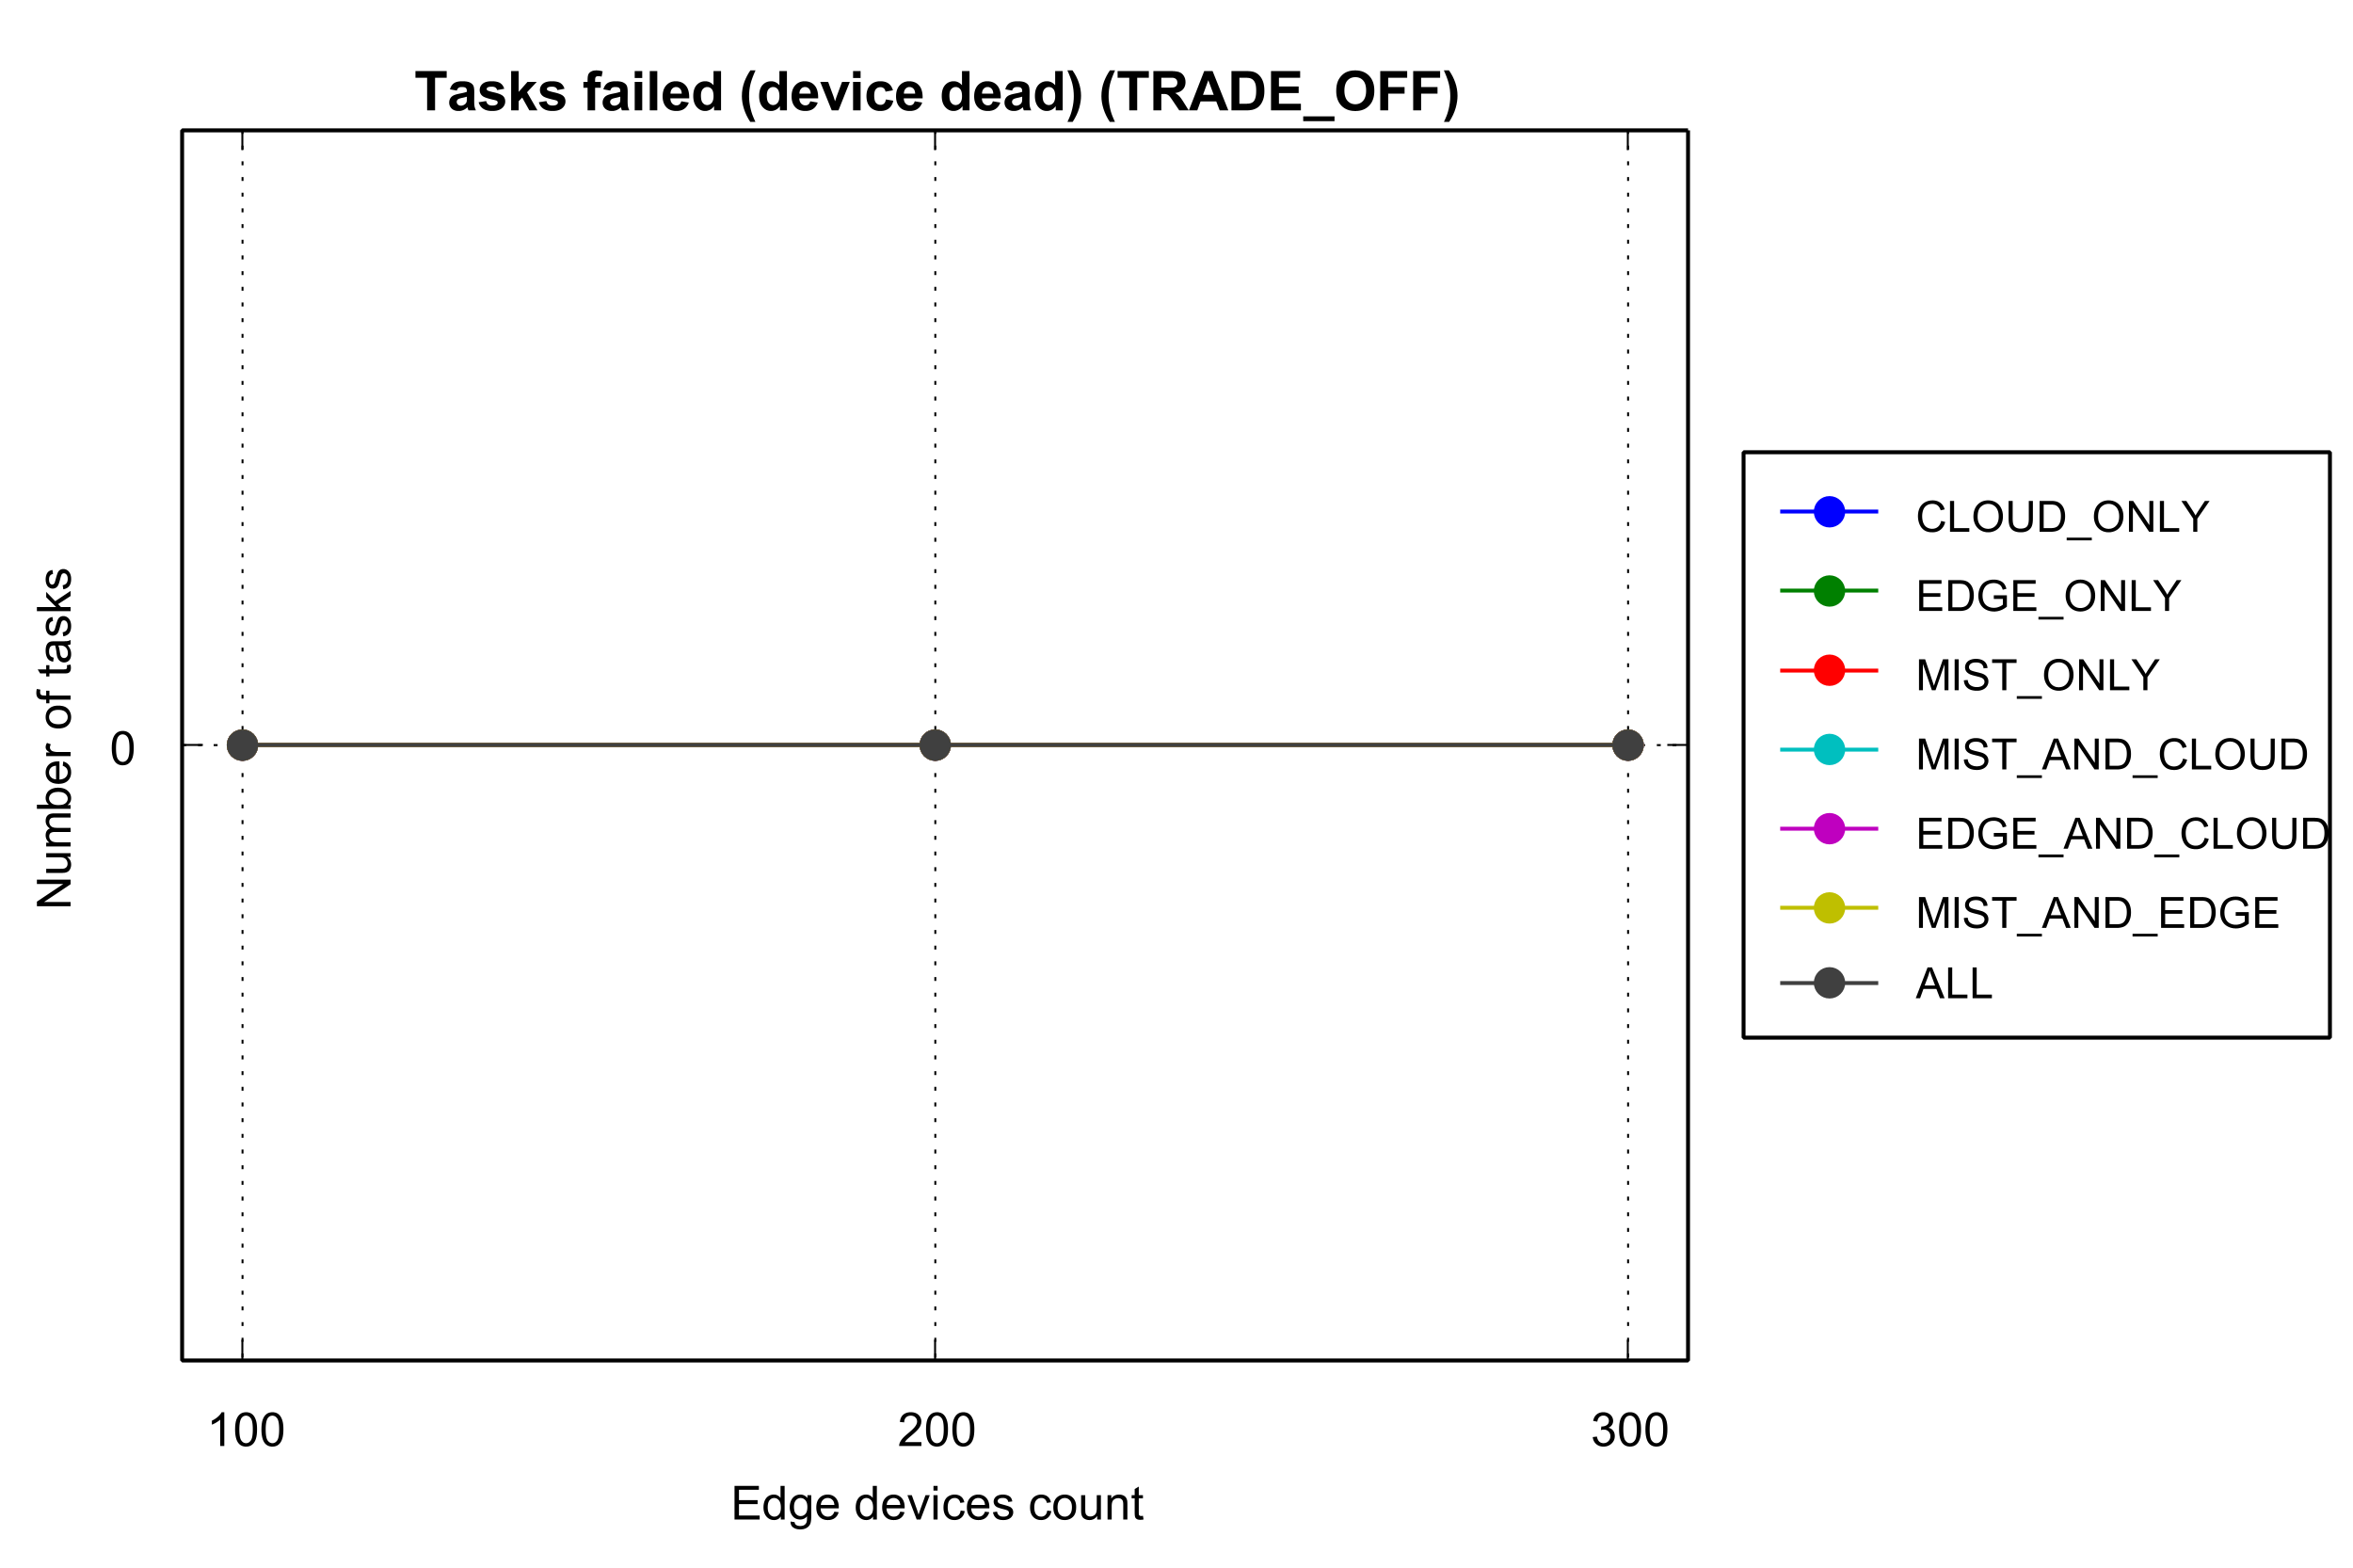 Tasks failed (device dead) (TRADE_OFF)
Number of tasks
0
100
200
300
Edge devices count
CLOUD_ONLY
EDGE_ONLY
MIST_ONLY
MIST_AND_CLOUD
EDGE_AND_CLOUD
MIST_AND_EDGE
ALL